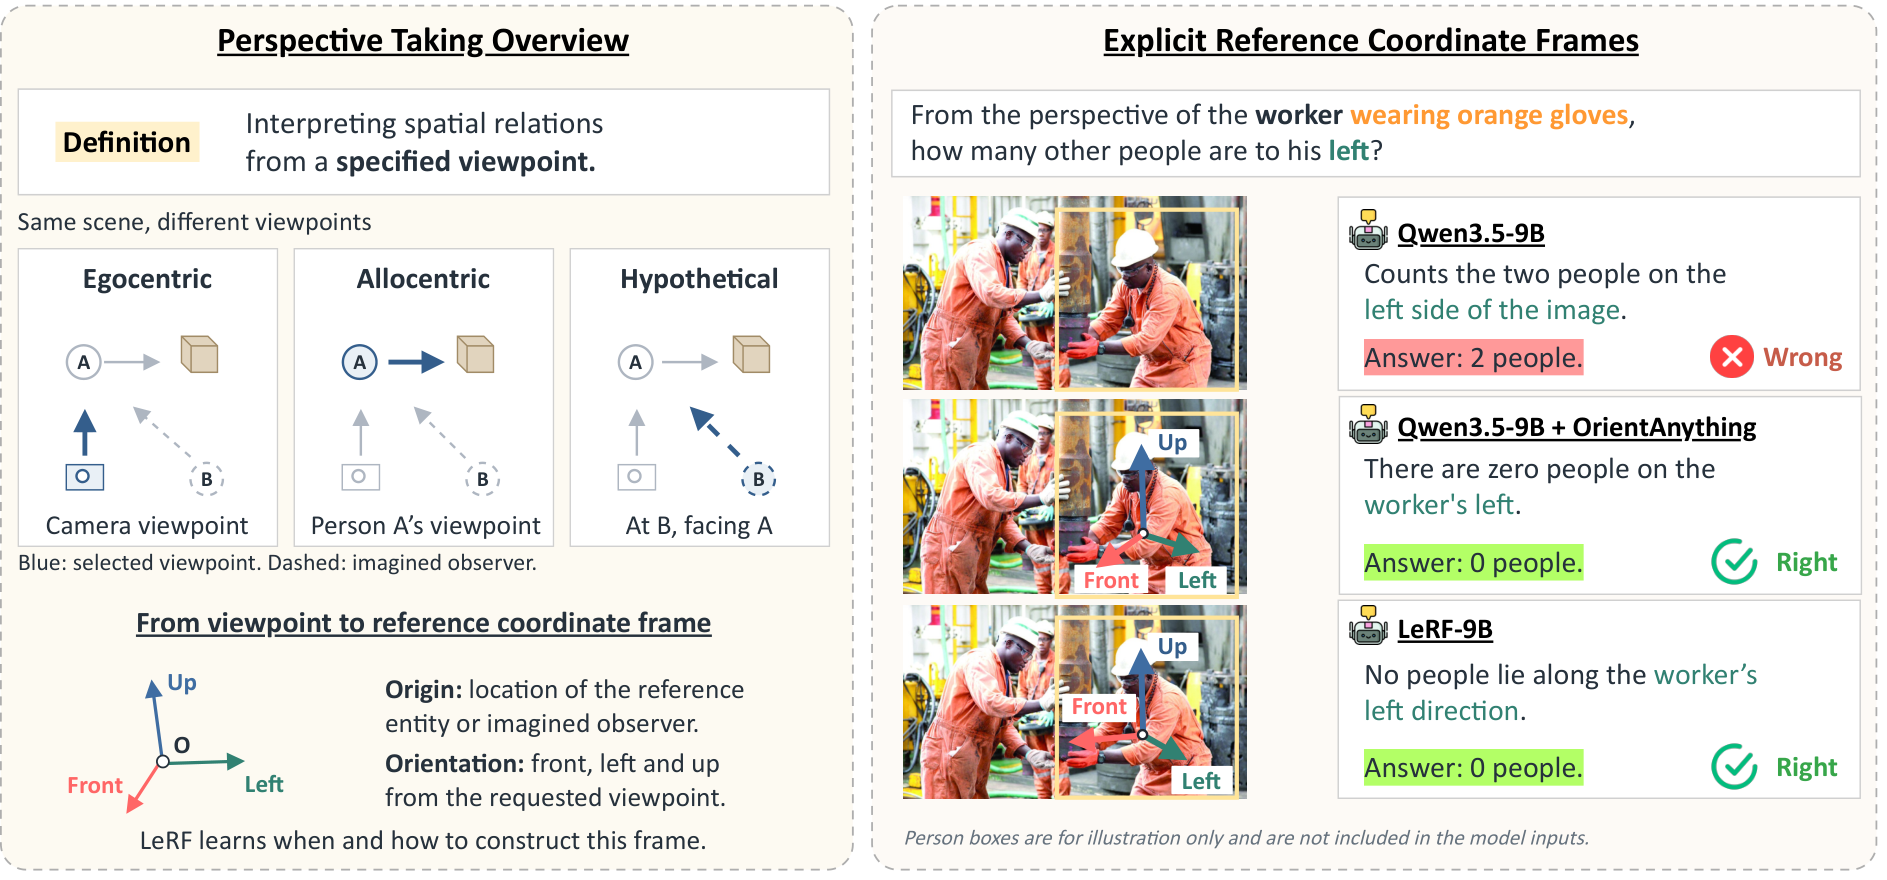 Perspective Taking Overview
Definition
Interpreting spatial relations
from a specified viewpoint.
Same scene, different viewpoints
Egocentric
A
B
Camera viewpoint
Allocentric
A
B
Person A’s viewpoint
Hypothetical
A
B
At B, facing A
Blue: selected viewpoint. Dashed: imagined observer.
From viewpoint to reference coordinate frame
Up
O
Front
Left
Origin: location of the reference
entity or imagined observer.
Orientation: front, left and up
from the requested viewpoint.
LeRF learns when and how to construct this frame.
Explicit Reference Coordinate Frames
From the perspective of the worker wearing orange gloves,
how many other people are to his left?
Qwen3.5-9B
Counts the two people on the
left side of the image.
Answer: 2 people.
Wrong
Up
Front
Left
Qwen3.5-9B + OrientAnything
There are zero people on the
worker's left.
Answer: 0 people.
Right
Up
Front
Left
LeRF-9B
No people lie along the worker’s
left direction.
Answer: 0 people.
Right
Person boxes are for illustration only and are not included in the model inputs.